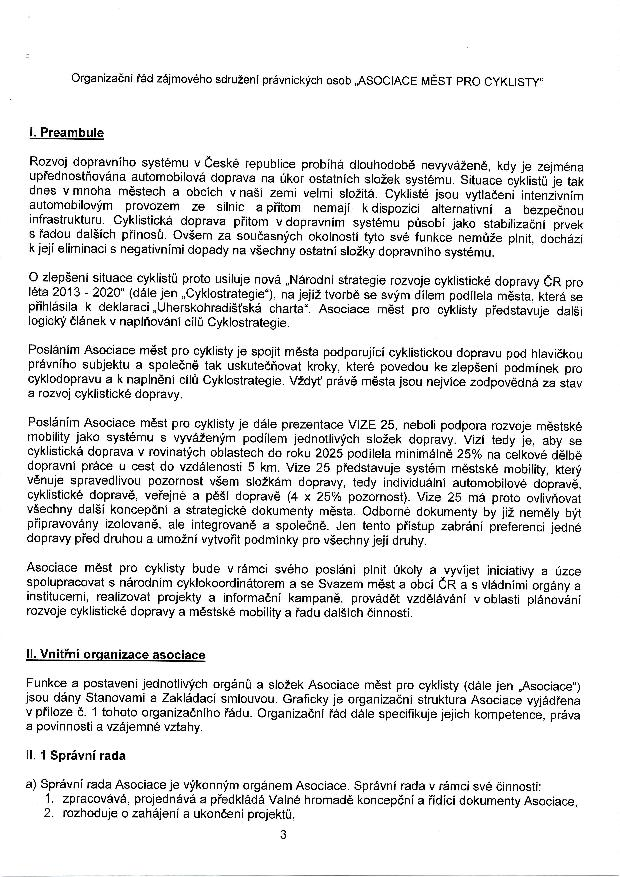 Organizační řád zájmového sdružení právnických osob „ASOCIACE MĚST PRO CYKLISTY“
I. Preambule
Rozvoj dopravního systému v České republice probíhá dlouhodobě nevyváženě, kdy je zejména
upřednostňována automobilová doprava na úkor ostatních složek systému. Situace cyklistů je tak
dnes v mnoha městech a obcích v naší zemi velmi složitá. Cyklisté jsou vytlačeni intenzivním
automobilovým provozem ze silnic a přitom nemají k dispozici alternativní a bezpečnou
infrastrukturu. Cyklistická doprava přitom v dopravním systému působí jako stabilizační prvek
s řadou dalších přínosů. Ovšem za současných okolností tyto své funkce nemůže plnit, dochází
k její eliminaci s negativními dopady na všechny ostatní složky dopravního systému.
O zlepšení situace cyklistů proto usiluje nová „Národní strategie rozvoje cyklistické dopravy ČR pro
léta 2013 - 2020“ (dále jen „Cyklostrategie“), na jejíž tvorbě se svým dílem podílela města, která se
přihlásila k deklaraci „Uherskohradišťská charta“. Asociace měst pro cyklisty představuje další
logický článek v naplňování cílů Cyklostrategie.
Posláním Asociace měst pro cyklisty je spojit města podporující cyklistickou dopravu pod hlavičkou
právního subjektu a společně tak uskutečňovat kroky, které povedou ke zlepšení podmínek pro
cyklodopravu a k naplnění cílů Cyklostrategie. Vždyť právě města jsou nejvíce zodpovědná za stav
a rozvoj cyklistické dopravy.
Posláním Asociace měst pro cyklisty je dále prezentace VIZE 25, neboli podpora rozvoje městské
mobility jako systému s vyváženým podílem jednotlivých složek dopravy. Vizí tedy je, aby se
cyklistická doprava v rovinatých oblastech do roku 2025 podílela minimálně 25% na celkové dělbě
dopravní práce u cest do vzdálenosti 5 km. Vize 25 představuje systém městské mobility, který
věnuje spravedlivou pozornost všem složkám dopravy, tedy individuální automobilové dopravě,
cyklistické dopravě, veřejné a pěší dopravě (4 x 25% pozornosti). Vize 25 má proto ovlivňovat
všechny další koncepční a strategické dokumenty města. Odborné dokumenty by již neměly být
připravovány izolovaně, ale integrovaně a společně. Jen tento přístup zabrání preferenci jedné
dopravy před druhou a umožní vytvořit podmínky pro všechny její druhy.
Asociace měst pro cyklisty bude v rámci svého poslání plnit úkoly a vyvíjet iniciativy a úzce
spolupracovat s národním cyklokoordinátorem a se Svazem měst a obcí ČR a s vládními orgány a
institucemi, realizovat projekty a informační kampaně, provádět vzdělávání v oblasti plánování
rozvoje cyklistické dopravy a městské mobility a řadu dalších činností.
II. Vnitřní organizace asociace
Funkce a postavení jednotlivých orgánů a složek Asociace měst pro cyklisty (dále jen „Asociace“)
jsou dány Stanovami a Zakládací smlouvou. Graficky je organizační struktura Asociace vyjádřena
v příloze č. 1 tohoto organizačního řádu. Organizační řád dále specifikuje jejich kompetence, práva
a povinnosti a vzájemné vztahy.
II. 1 Správní rada
a) Správní rada Asociace je výkonným orgánem Asociace. Správní rada v rámci své činnosti:
1. zpracovává, projednává a předkládá Valné hromadě koncepční a řídící dokumenty Asociace,
2. rozhoduje o zahájení a ukončení projektů,
3